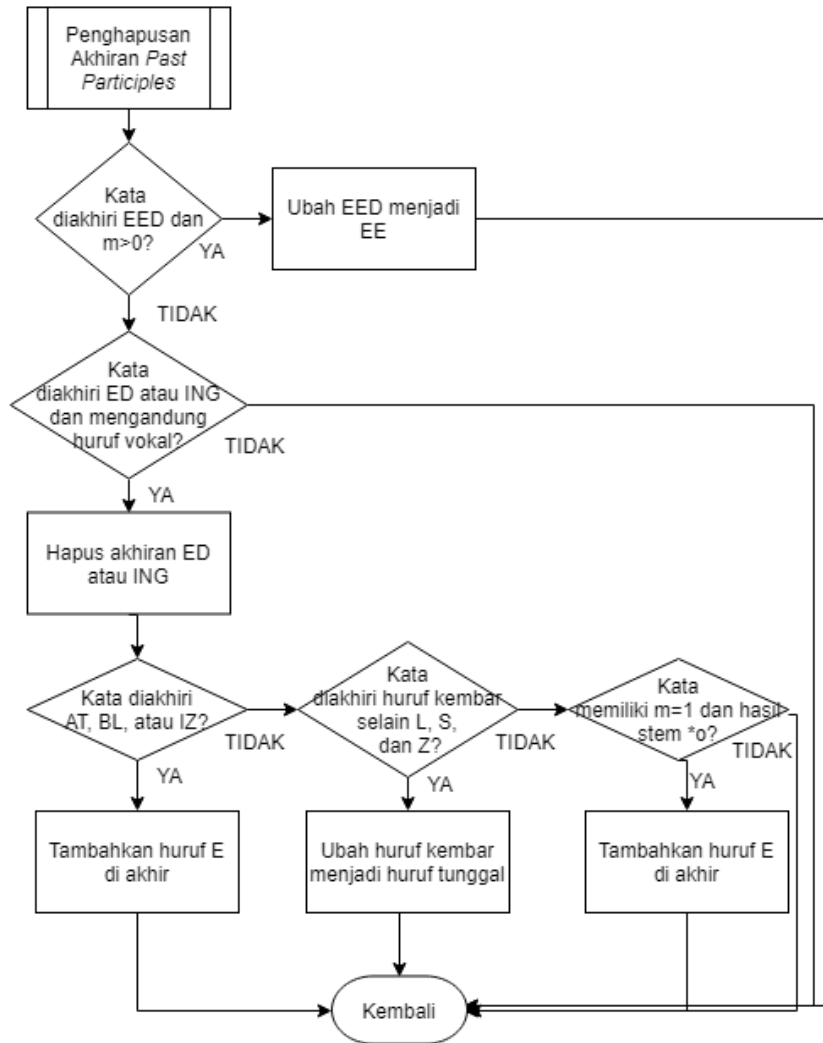 Penghapusan
Akhiran Past
Participles
Kata
diakhiri EED dan
m>0?
YA
Ubah EED menjadi
EE
TIDAK
Kata
diakhiri ED atau ING
dan mengandung
huruf vokal?
TIDAK
YA
Hapus akhiran ED
atau ING
Kata diakhiri
AT, BL, atau IZ?
TIDAK
YA
Kata
diakhiri huruf kembar
selain L, S,
dan Z?
TIDAK
YA
Kata
memiliki m=1 dan hasil
stem *o?
TIDAK
YA
Tambahkan huruf E
di akhir
Ubah huruf kembar
menjadi huruf tunggal
Tambahkan huruf E
di akhir
Kembali